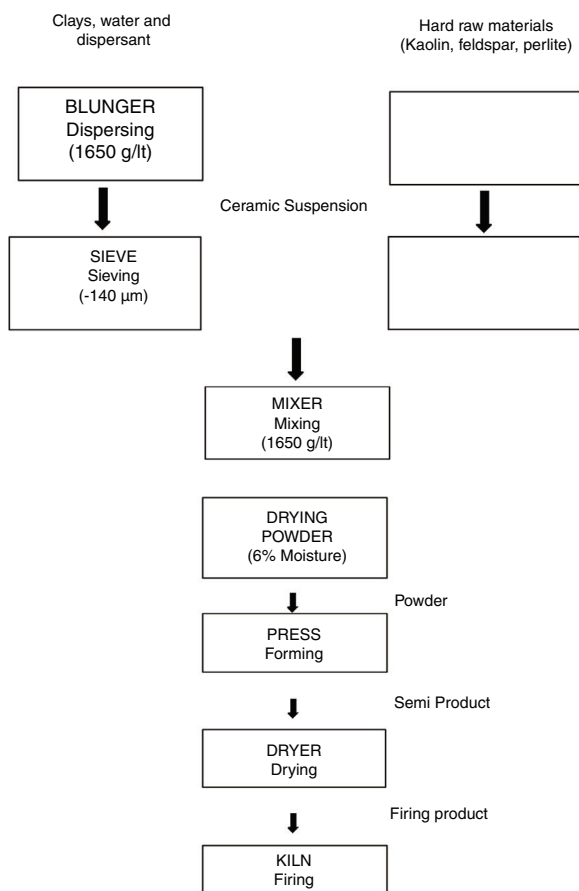 Clays, water and
dispersant
Hard raw materials
(Kaolin, feldspar, perlite)
BLUNGER
Dispersing
(1650 g/lt)
Ceramic Suspension
SIEVE
Sieving
(-140 µm)
MIXER
Mixing
(1650 g/lt)
DRYING
POWDER
(6% Moisture)
Powder
PRESS
Forming
Semi Product
DRYER
Drying
Firing product
KILN
Firing